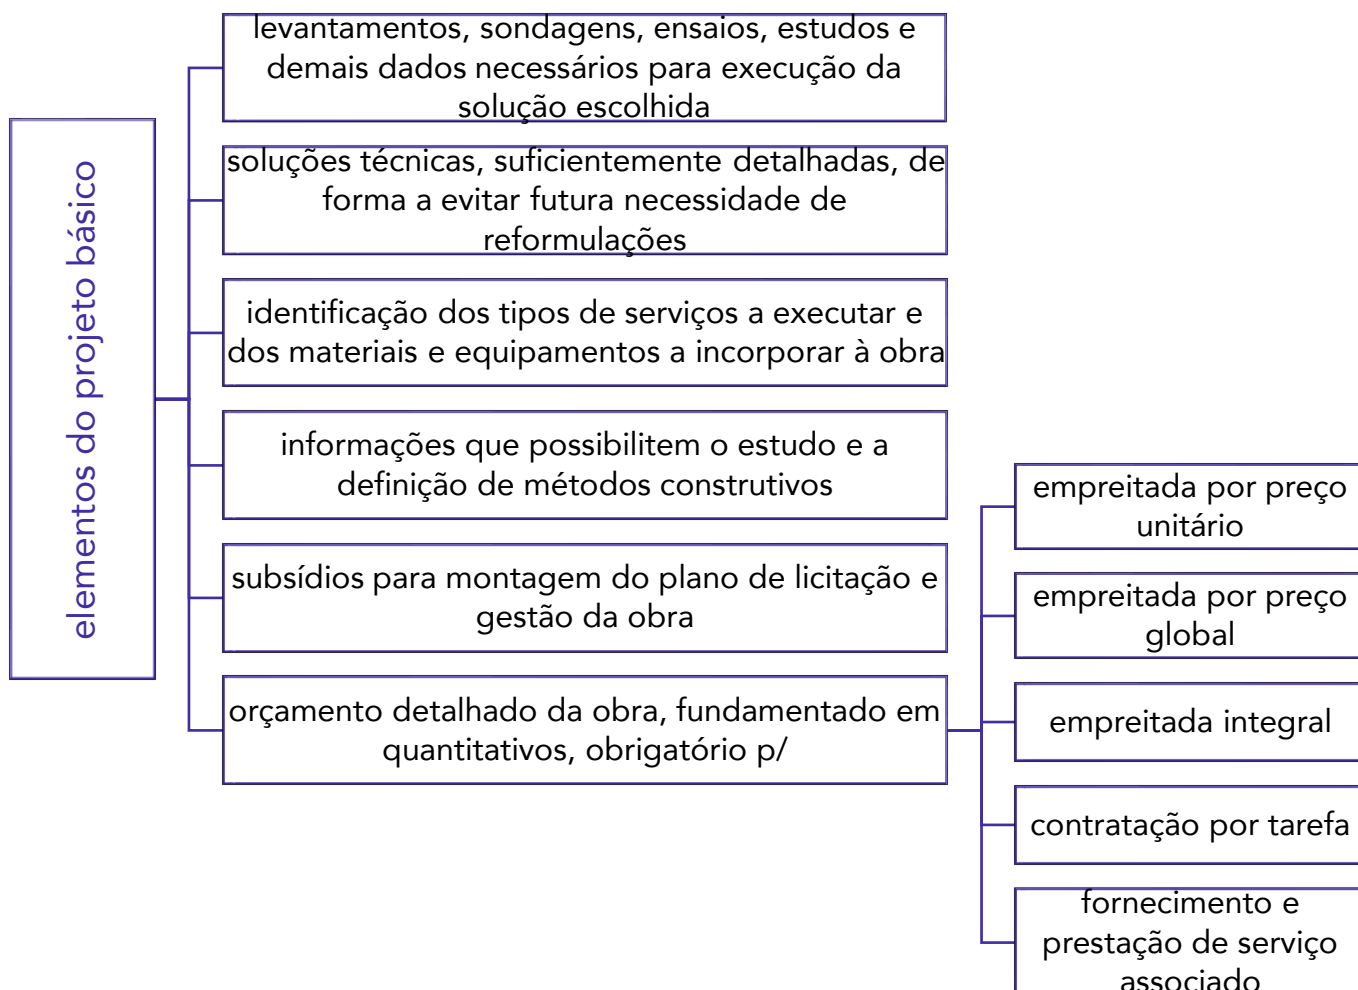 elementos do projeto básico
levantamentos, sondagens, ensaios, estudos e
demais dados necessários para execução da
solução escolhida
soluções técnicas, suficientemente detalhadas, de
forma a evitar futura necessidade de
reformulações
identificação dos tipos de serviços a executar e
dos materiais e equipamentos a incorporar à obra
informações que possibilitem o estudo e a
definição de métodos construtivos
subsídios para montagem do plano de licitação e
gestão da obra
orçamento detalhado da obra, fundamentado em
quantitativos, obrigatório p/
empreitada por preço
unitário
empreitada por preço
global
empreitada integral
contratação por tarefa
fornecimento e
prestação de serviço
associado